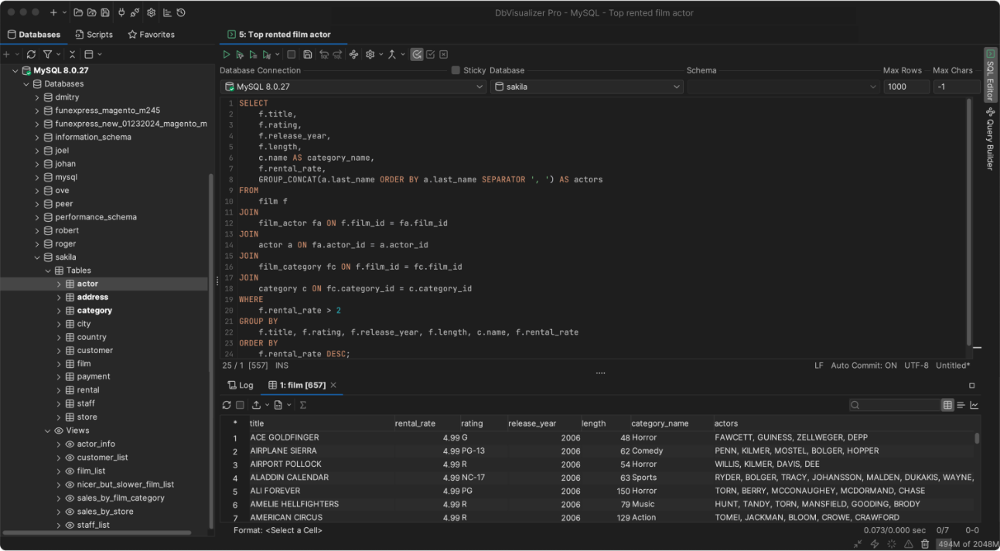 DbVisualizer Pro - MySQL - Top rented film actor
Databases Scripts Favorites
5: Top rented film actor
MySQL 8.0.27
Databases
dmitry
funexpress_magento_m245
funexpress_new_01232024_magento_m
information_schema
joel
johan
mysql
ove
peer
performance_schema
robert
roger
sakila
Tables
actor
address
category
city
country
customer
film
payment
rental
staff
store
Views
actor_info
customer_list
film_list
nicer_but_slower_film_list
sales_by_film_category
sales_by_store
staff_list
Database Connection Sticky Database Schema Max Rows Max Chars
MySQL 8.0.27 sakila 1000 -1
1 SELECT
2 f.title,
3 f.rating,
4 f.release_year,
5 f.length,
6 c.name AS category_name,
7 f.rental_rate,
8 GROUP_CONCAT(a.last_name ORDER BY a.last_name SEPARATOR ', ') AS actors
9 FROM
10 film f
11 JOIN
12 film_actor fa ON f.film_id = fa.film_id
13 JOIN
14 actor a ON fa.actor_id = a.actor_id
15 JOIN
16 film_category fc ON f.film_id = fc.film_id
17 JOIN
18 category c ON fc.category_id = c.category_id
19 WHERE
20 f.rental_rate > 2
21 GROUP BY
22 f.title, f.rating, f.release_year, f.length, c.name, f.rental_rate
23 ORDER BY
24 f.rental_rate DESC;
SQL Editor
Query Builder
25 / 1 [557] INS LF Auto Commit: ON UTF-8 Untitled*
Log 1: film [657]
* title rental_rate rating release_year length category_name actors
1 ACE GOLDFINGER 4.99 G 2006 48 Horror FAWCETT, GUINESS, ZELLWEGER, DEPP
2 AIRPLANE SIERRA 4.99 PG-13 2006 62 Comedy PENN, KILMER, MOSTEL, BOLGER, HOPPER
3 AIRPORT POLLOCK 4.99 R 2006 54 Horror WILLIS, KILMER, DAVIS, DEE
4 ALADDIN CALENDAR 4.99 NC-17 2006 63 Sports RYDER, BOLGER, TRACY, JOHANSSON, MALDEN, DUKAKIS, WAYNE,
5 ALI FOREVER 4.99 PG 2006 150 Horror TORN, BERRY, MCCONAUGHEY, MCDORMAND, CHASE
6 AMELIE HELLFIGHTERS 4.99 R 2006 79 Music HUNT, TANDY, TORN, MANSFIELD, GOODING, BRODY
7 AMERICAN CIRCUS 4.99 R 2006 129 Action TOMEI, JACKMAN, BLOOM, CROWE, CRAWFORD
Format: <Select a Cell> 0.073/0.000 sec 0/7 0-0
494M of 2048M